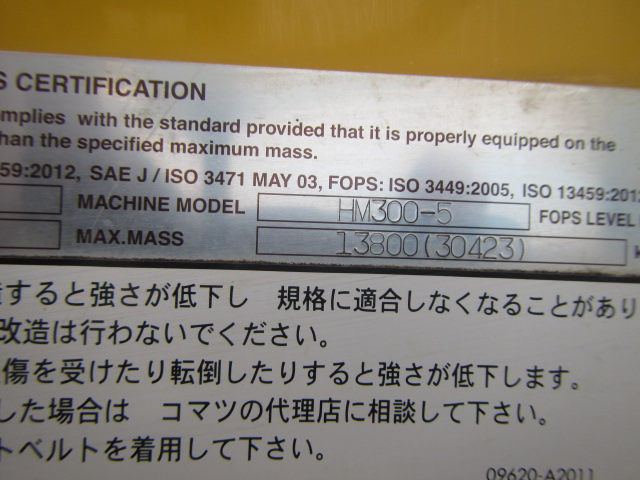 S CERTIFICATION
mplies with the standard provided that it is properly equipped on the
han the specified maximum mass.
59:2012, SAE J / ISO 3471 MAY 03, FOPS: ISO 3449:2005, ISO 13459:2012
MACHINE MODEL HM300-5 FOPS LEVEL
MAX.MASS 13800(30423) k
すると強さが低下し 規格に適合しなくなることがあり
改造は行わないでください。
傷を受けたり転倒したりすると強さが低下します。
した場合は コマツの代理店に相談して下さい。
トベルトを着用して下さい。
09620-A2011